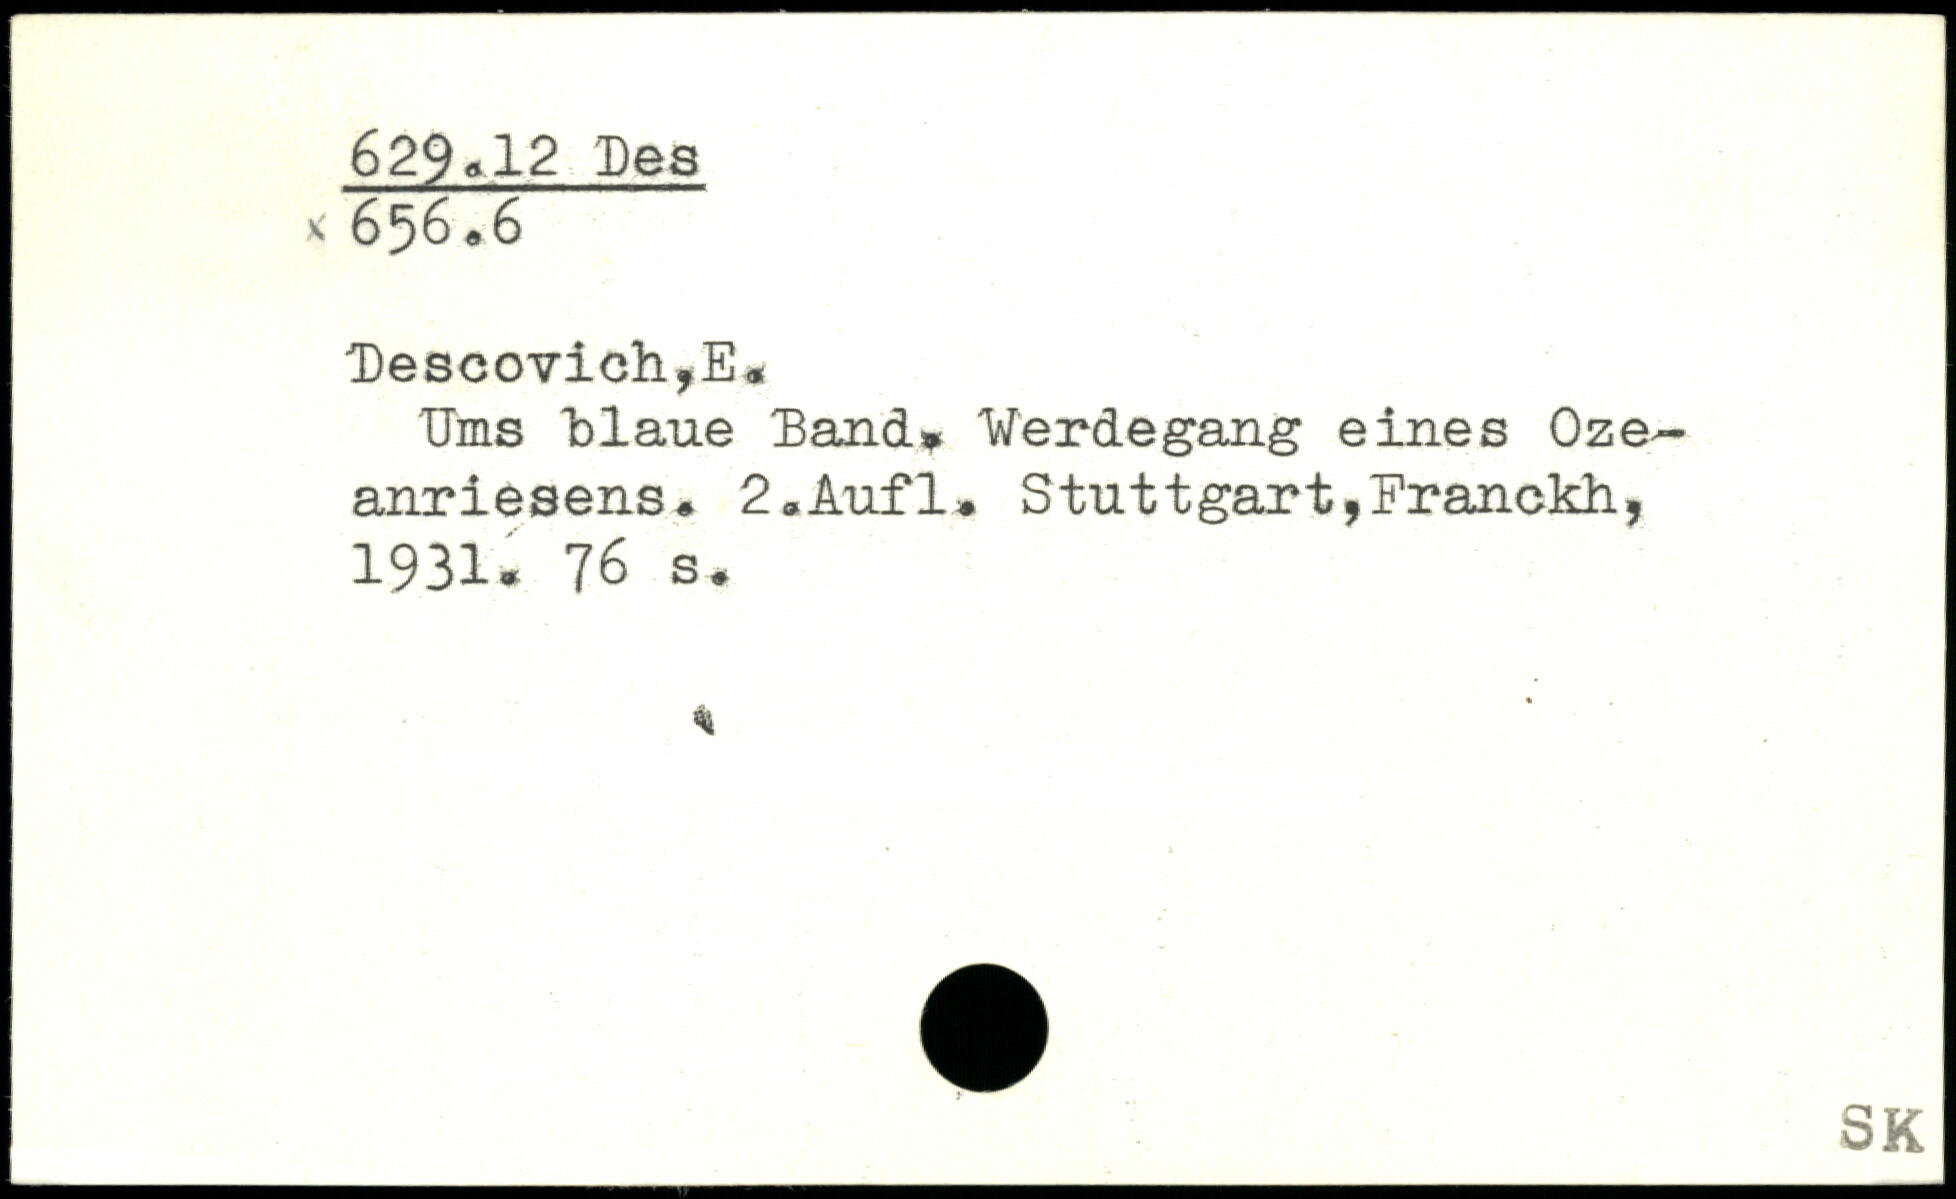 629.12 Des
x 656.6
Descovich,E.
Ums blaue Band. Werdegang eines Oze-
anriesens. 2.Aufl. Stuttgart,Franckh,
1931. 76 s.
SK